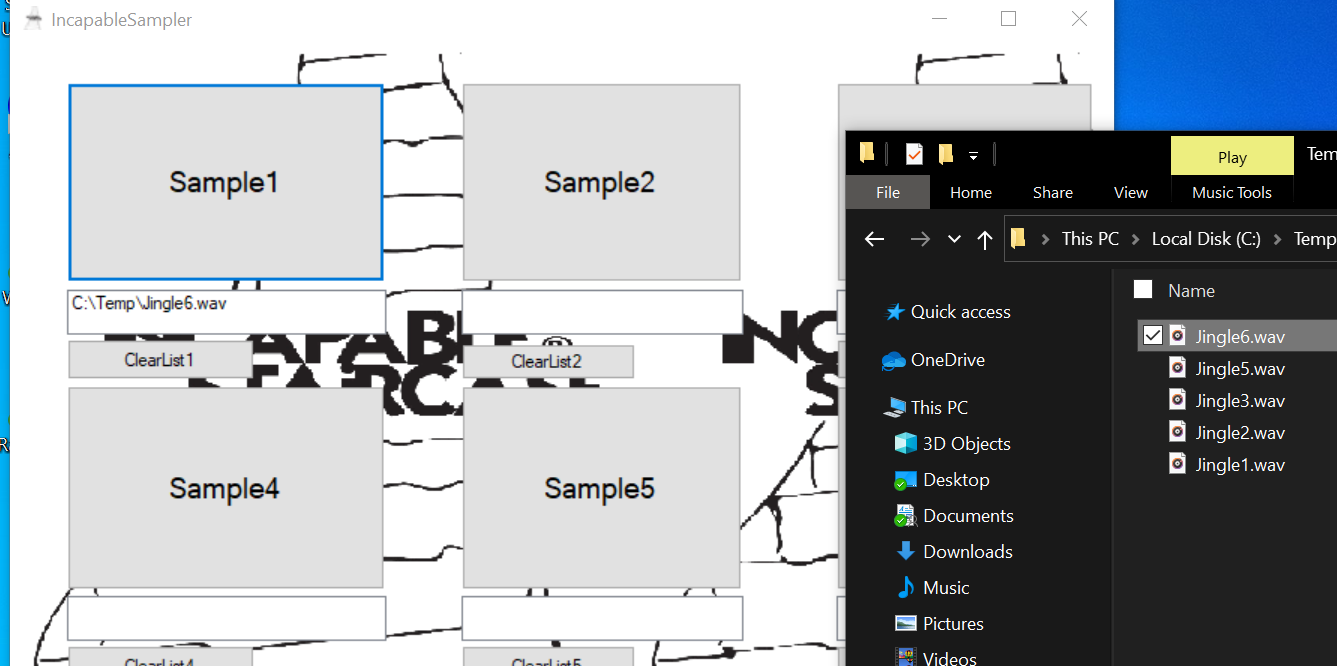 IncapableSampler
Sample1
Sample2
C:\Temp\Jingle6.wav
ClearList1
ClearList2
Sample4
Sample5
ClearList4
ClearList5
Play
File
Home
Share
View
Music Tools
This PC
Local Disk (C:)
Temp
Name
Quick access
OneDrive
This PC
3D Objects
Desktop
Documents
Downloads
Music
Pictures
Videos
Jingle6.wav
Jingle5.wav
Jingle3.wav
Jingle2.wav
Jingle1.wav